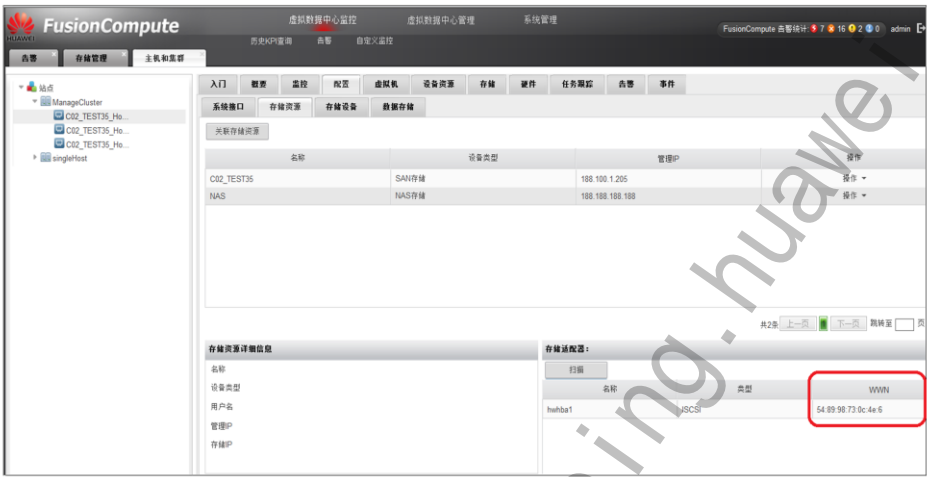 FusionCompute
HUAWEI
虚拟数据中心监控 虚拟数据中心管理 系统管理
FusionCompute 告警统计: 7 16 2 0 admin
历史KPI查询 告警 自定义监控
告警 存储管理 主机和集群
站点
ManageCluster
C02_TEST35_Ho...
C02_TEST35_Ho...
C02_TEST35_Ho...
singleHost
入门 概要 监控 配置 虚拟机 设备资源 存储 硬件 任务跟踪 告警 事件
系统接口 存储资源 存储设备 数据存储
关联存储资源
名称 设备类型 管理IP 操作
C02_TEST35 SAN存储 188.100.1.205 操作
NAS NAS存储 188.188.188.188 操作
共2条 上一页 下一页 跳转至 页
存储资源详细信息
名称
设备类型
用户名
管理IP
存储IP
存储适配器:
扫描
名称 类型 WWN
hwhba1 ISCSI 54:89:98:73:0c:4e:6
ing.huawei